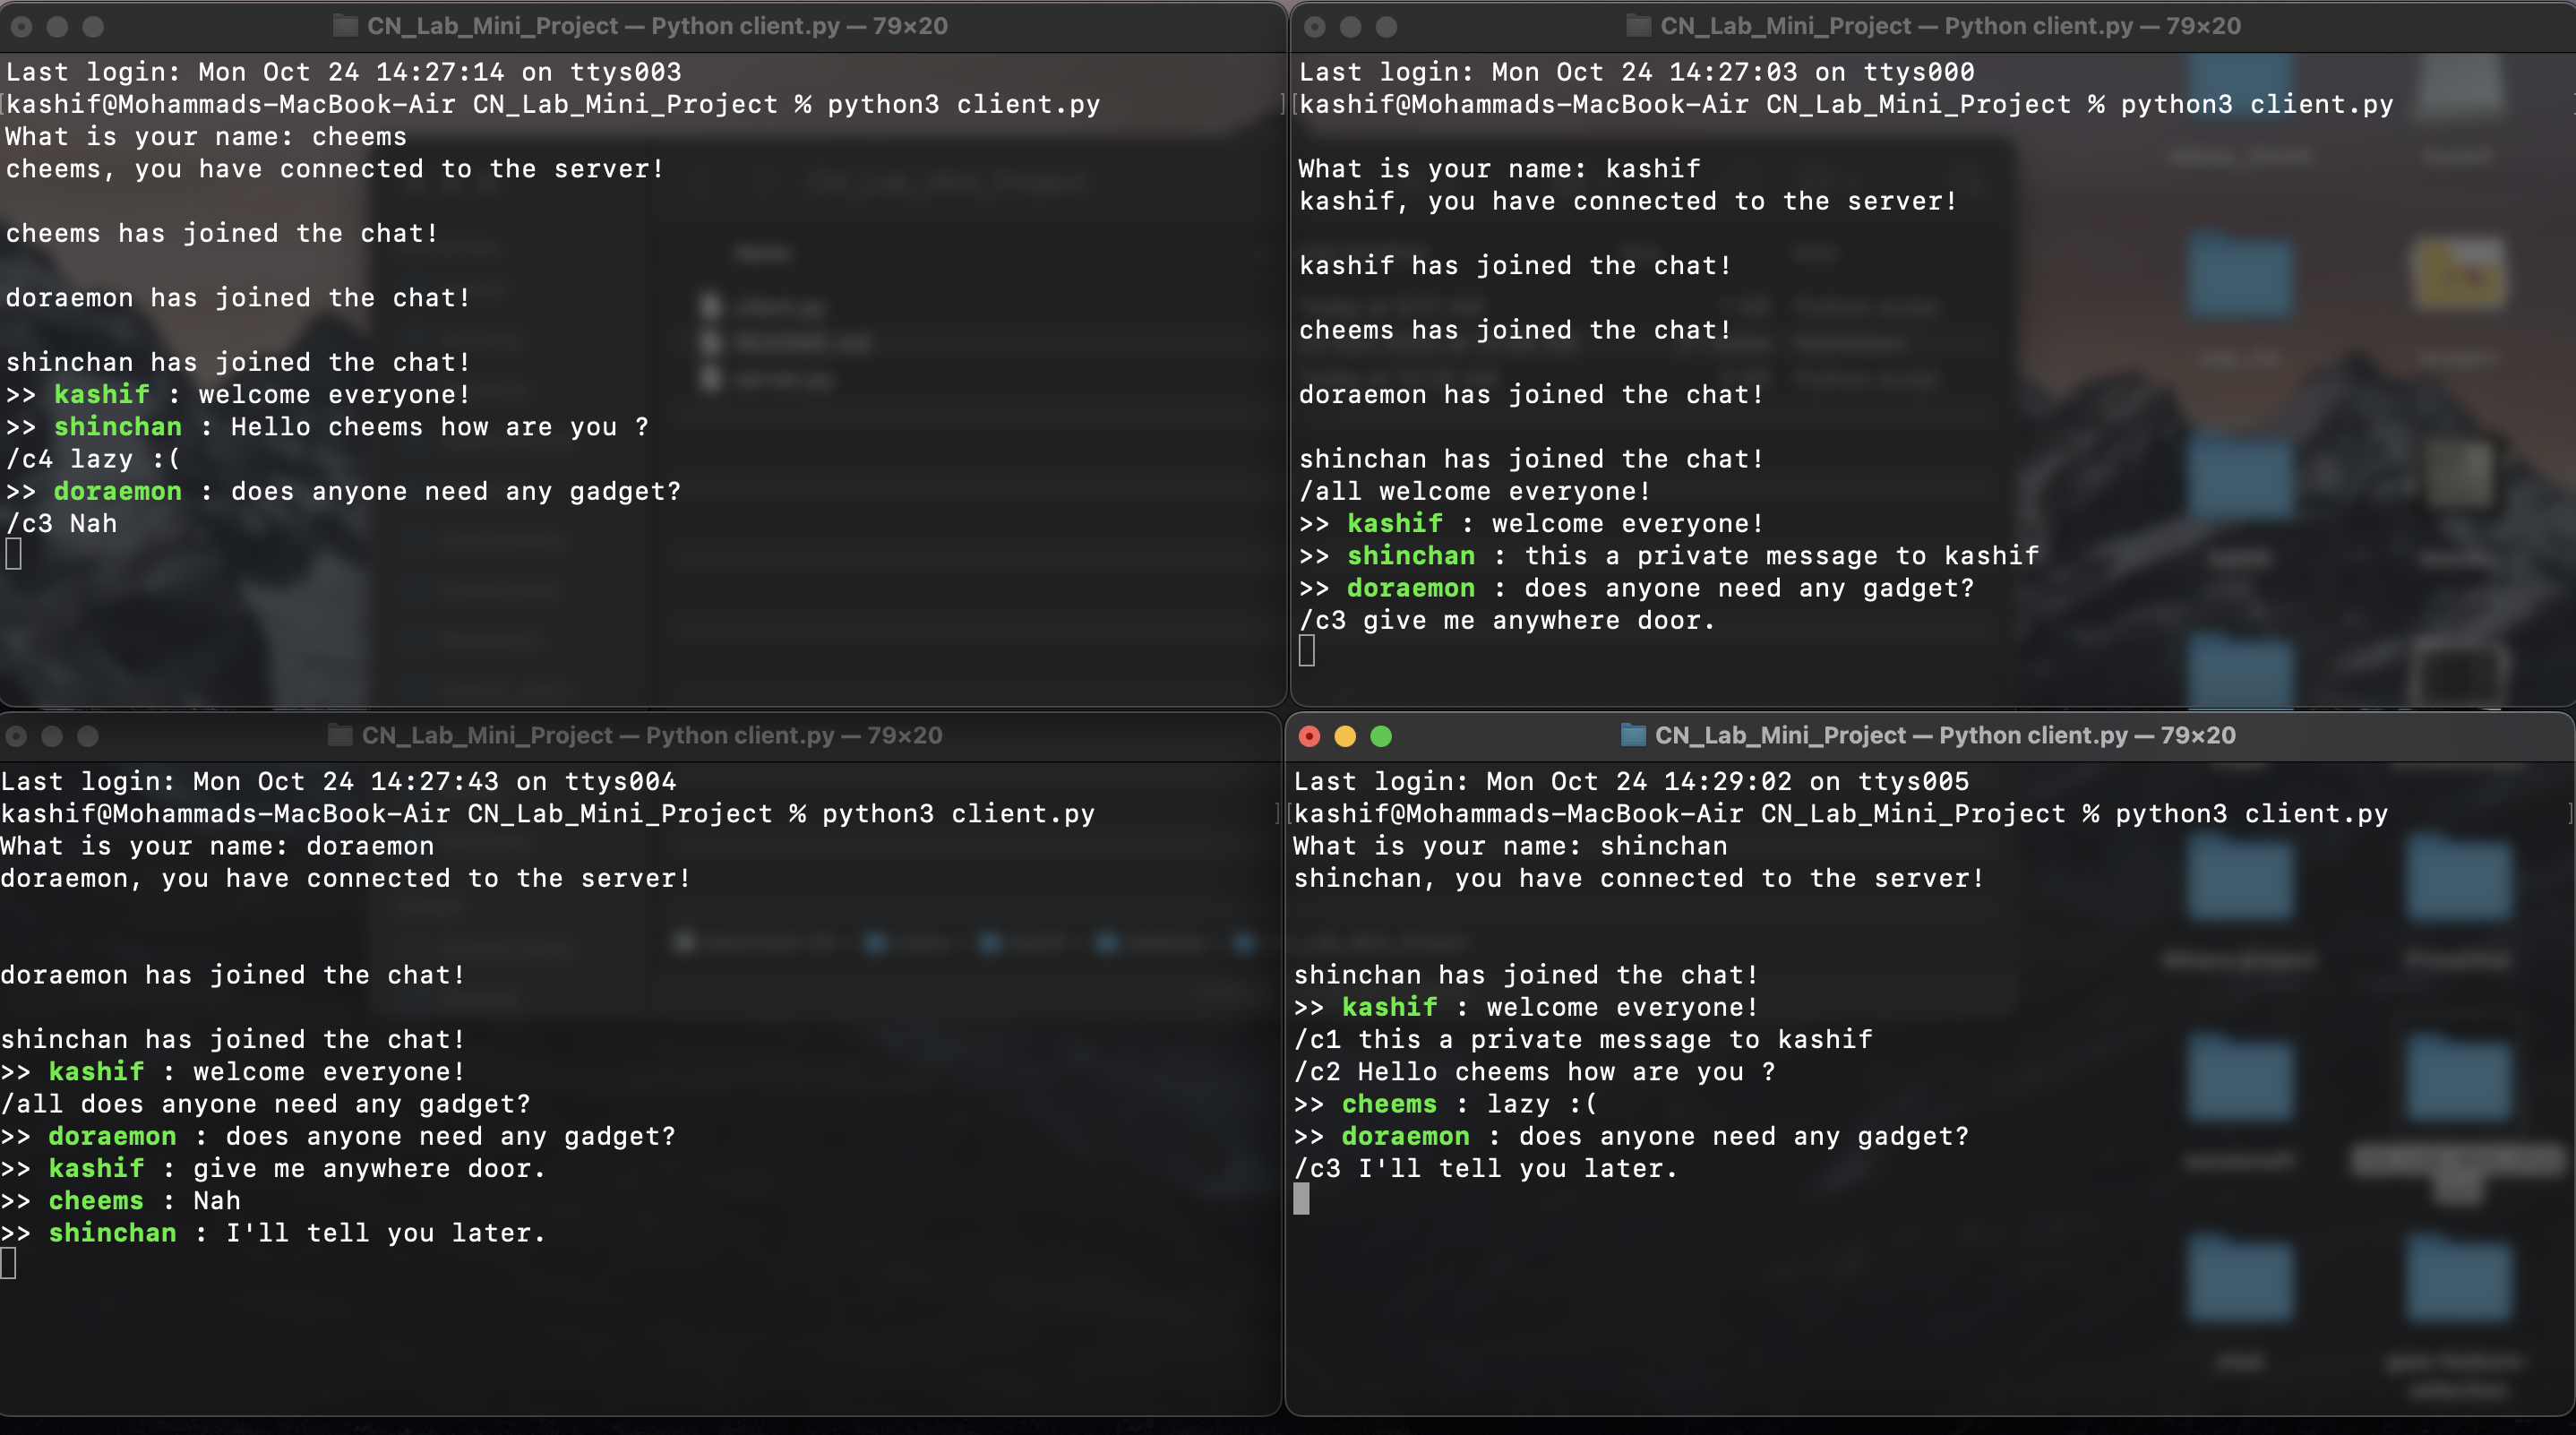 CN_Lab_Mini_Project — Python client.py — 79×20
Last login: Mon Oct 24 14:27:14 on ttys003
[kashif@Mohammads-MacBook-Air CN_Lab_Mini_Project % python3 client.py ]
What is your name: cheems
cheems, you have connected to the server!
cheems has joined the chat!
doraemon has joined the chat!
shinchan has joined the chat!
>> kashif : welcome everyone!
>> shinchan : Hello cheems how are you ?
/c4 lazy :(
>> doraemon : does anyone need any gadget?
/c3 Nah
CN_Lab_Mini_Project — Python client.py — 79×20
Last login: Mon Oct 24 14:27:03 on ttys000
[kashif@Mohammads-MacBook-Air CN_Lab_Mini_Project % python3 client.py ]
What is your name: kashif
kashif, you have connected to the server!
kashif has joined the chat!
cheems has joined the chat!
doraemon has joined the chat!
shinchan has joined the chat!
/all welcome everyone!
>> kashif : welcome everyone!
>> shinchan : this a private message to kashif
>> doraemon : does anyone need any gadget?
/c3 give me anywhere door.
CN_Lab_Mini_Project — Python client.py — 79×20
Last login: Mon Oct 24 14:27:43 on ttys004
kashif@Mohammads-MacBook-Air CN_Lab_Mini_Project % python3 client.py ]
What is your name: doraemon
doraemon, you have connected to the server!
doraemon has joined the chat!
shinchan has joined the chat!
>> kashif : welcome everyone!
/all does anyone need any gadget?
>> doraemon : does anyone need any gadget?
>> kashif : give me anywhere door.
>> cheems : Nah
>> shinchan : I'll tell you later.
CN_Lab_Mini_Project — Python client.py — 79×20
Last login: Mon Oct 24 14:29:02 on ttys005
[kashif@Mohammads-MacBook-Air CN_Lab_Mini_Project % python3 client.py ]
What is your name: shinchan
shinchan, you have connected to the server!
shinchan has joined the chat!
>> kashif : welcome everyone!
/c1 this a private message to kashif
/c2 Hello cheems how are you ?
>> cheems : lazy :(
>> doraemon : does anyone need any gadget?
/c3 I'll tell you later.